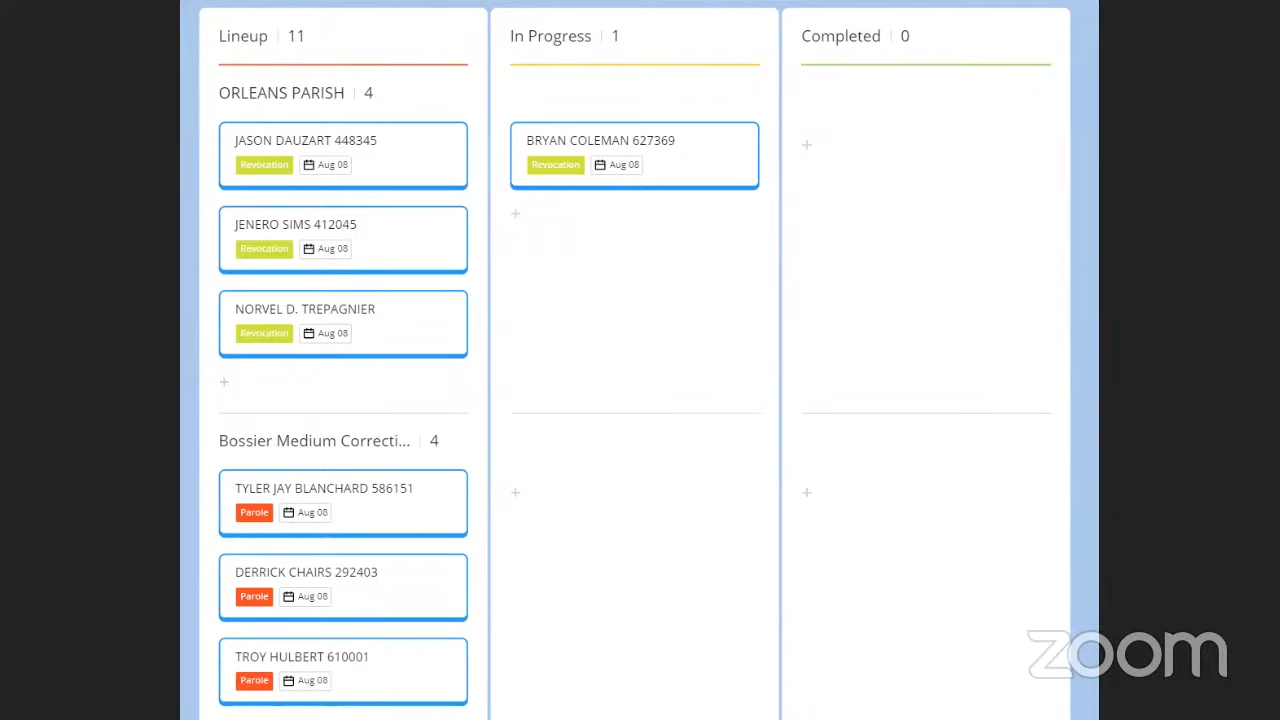 Lineup 11
In Progress 1
Completed 0
ORLEANS PARISH 4
JASON DAUZART 448345
Revocation Aug 08
BRYAN COLEMAN 627369
Revocation Aug 08
+
JENERO SIMS 412045
Revocation Aug 08
+
NORVEL D. TREPAGNIER
Revocation Aug 08
+
Bossier Medium Correcti... 4
TYLER JAY BLANCHARD 586151
Parole Aug 08
+
+
DERRICK CHAIRS 292403
Parole Aug 08
TROY HULBERT 610001
Parole Aug 08
zoom